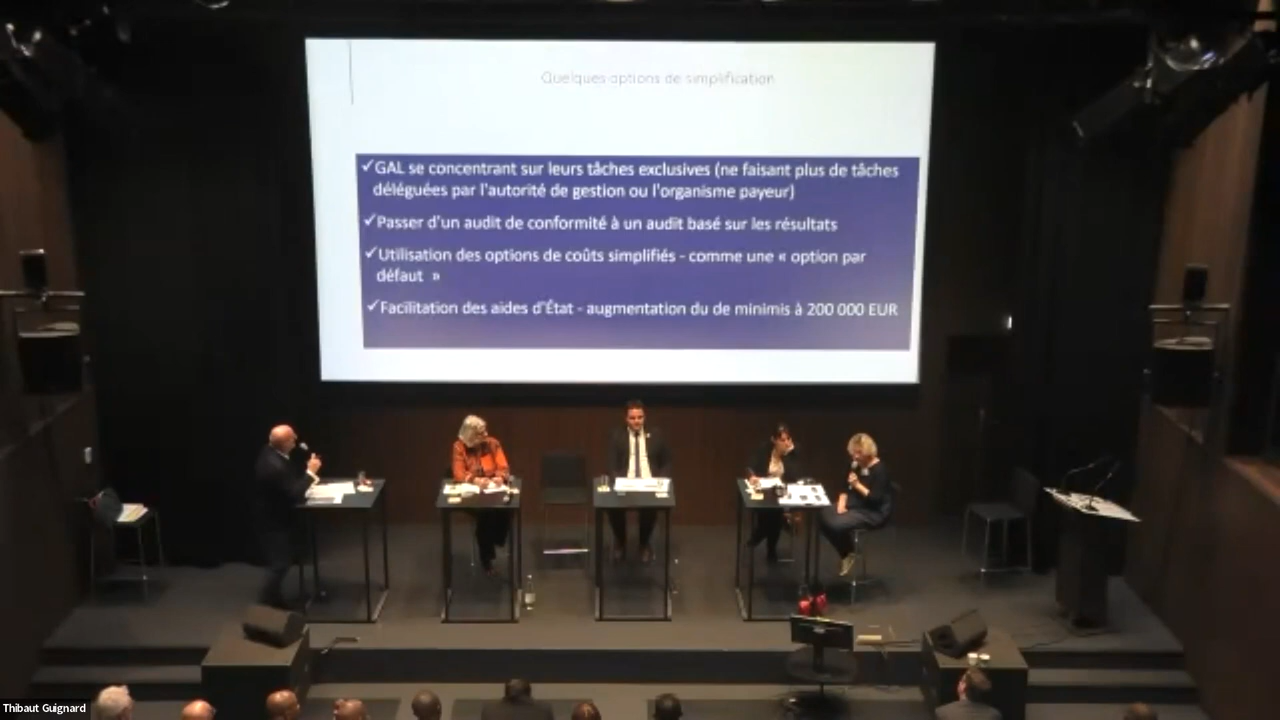 Quelques options de simplification
✓GAL se concentrant sur leurs tâches exclusives (ne faisant plus de tâches
déléguées par l'autorité de gestion ou l'organisme payeur)
✓Passer d'un audit de conformité à un audit basé sur les résultats
✓Utilisation des options de coûts simplifiés - comme une « option par
défaut »
✓Facilitation des aides d'État - augmentation du de minimis à 200 000 EUR
Thibaut Guignard